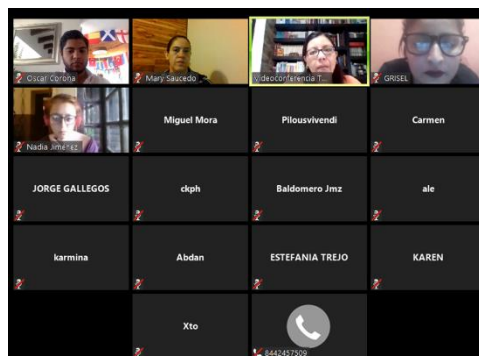 Oscar Corona
Mary Saucedo
Videoconferencia T...
GRISEL
Nadia Jiménez
Miguel Mora
Pilousvivendi
Carmen
JORGE GALLEGOS
ckph
Baldomero Jmz
ale
karmina
Abdan
ESTEFANIA TREJO
KAREN
Xto
8442457509